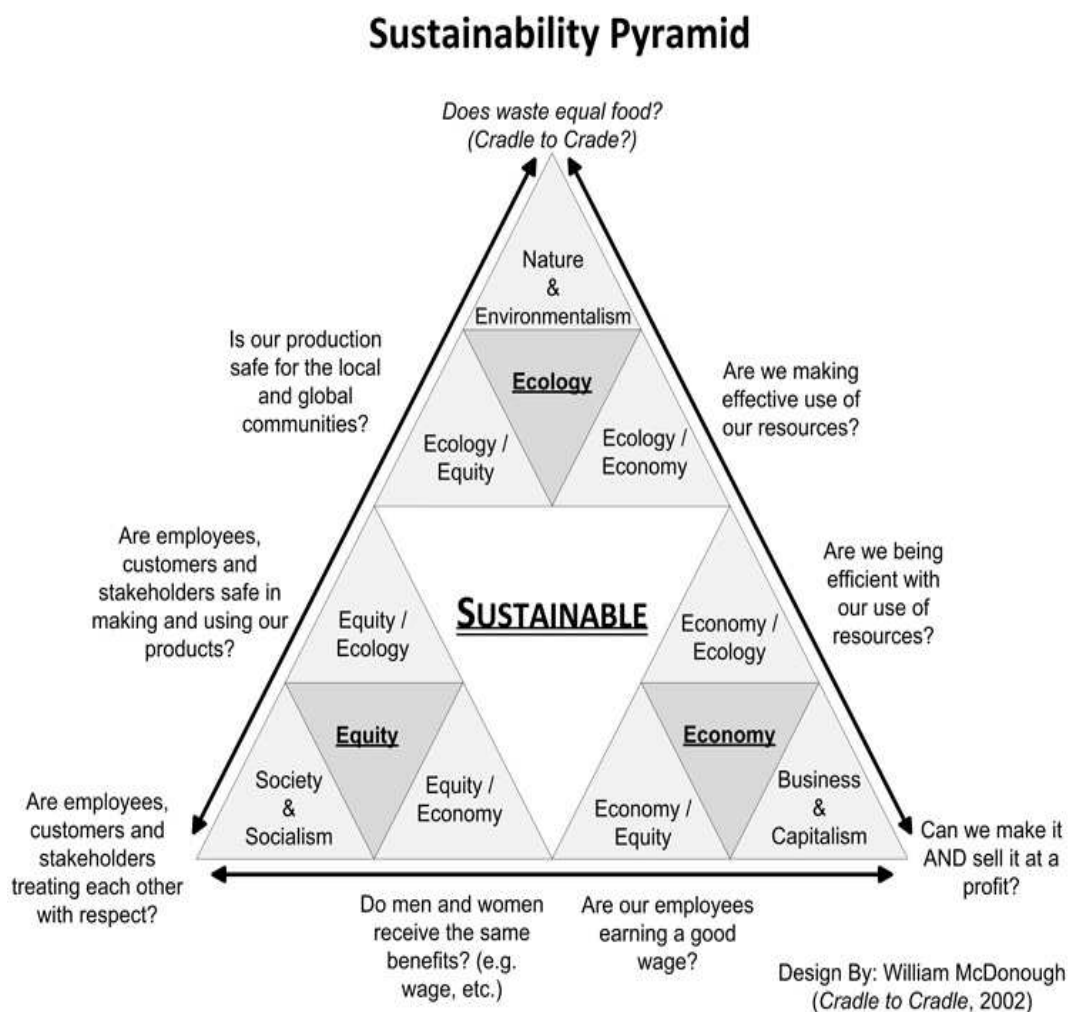 Sustainability Pyramid
Does waste equal food?
(Cradle to Crade?)
Nature
&
Environmentalism
Is our production
safe for the local
and global
communities?
Ecology
Are we making
effective use of
our resources?
Ecology /
Equity
Ecology /
Economy
Are employees,
customers and
stakeholders safe in
making and using our
products?
Equity /
Ecology
SUSTAINABLE
Economy /
Ecology
Are we being
efficient with
our use of
resources?
Equity
Economy
Society
&
Socialism
Equity /
Economy
Economy /
Equity
Business
&
Capitalism
Are employees,
customers and
stakeholders
treating each other
with respect?
Can we make it
AND sell it at a
profit?
Do men and women
receive the same
benefits? (e.g.
wage, etc.)
Are our employees
earning a good
wage?
Design By: William McDonough
(Cradle to Cradle, 2002)